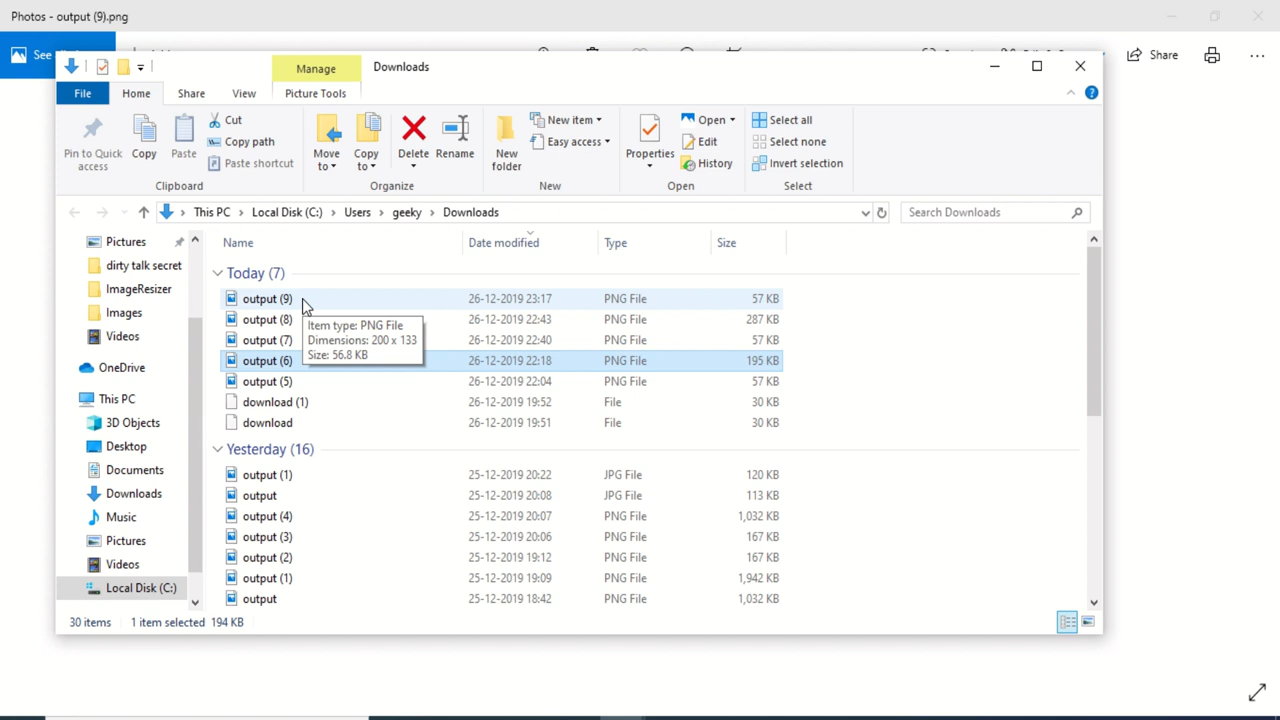 Photos - output (9).png
See
Share
Manage
Downloads
File
Home
Share
View
Picture Tools
Pin to Quick access
Copy
Paste
Cut
Copy path
Paste shortcut
Clipboard
Move to
Copy to
Delete
Rename
Organize
New folder
New item
Easy access
New
Properties
Open
Edit
History
Open
Select all
Select none
Invert selection
Select
This PC
Local Disk (C:)
Users
geeky
Downloads
Search Downloads
Pictures
dirty talk secret
ImageResizer
Images
Videos
OneDrive
This PC
3D Objects
Desktop
Documents
Downloads
Music
Pictures
Videos
Local Disk (C:)
Name Date modified Type Size
Today (7)
output (9) 26-12-2019 23:17 PNG File 57 KB
output (8) 26-12-2019 22:43 PNG File 287 KB
output (7) 26-12-2019 22:40 PNG File 57 KB
output (6) 26-12-2019 22:18 PNG File 195 KB
output (5) 26-12-2019 22:04 PNG File 57 KB
download (1) 26-12-2019 19:52 File 30 KB
download 26-12-2019 19:51 File 30 KB
Item type: PNG File
Dimensions: 200 x 133
Size: 56.8 KB
Yesterday (16)
output (1) 25-12-2019 20:22 JPG File 120 KB
output 25-12-2019 20:08 JPG File 113 KB
output (4) 25-12-2019 20:07 PNG File 1,032 KB
output (3) 25-12-2019 20:06 PNG File 167 KB
output (2) 25-12-2019 19:12 PNG File 167 KB
output (1) 25-12-2019 19:09 PNG File 1,942 KB
output 25-12-2019 18:42 PNG File 1,032 KB
30 items 1 item selected 194 KB